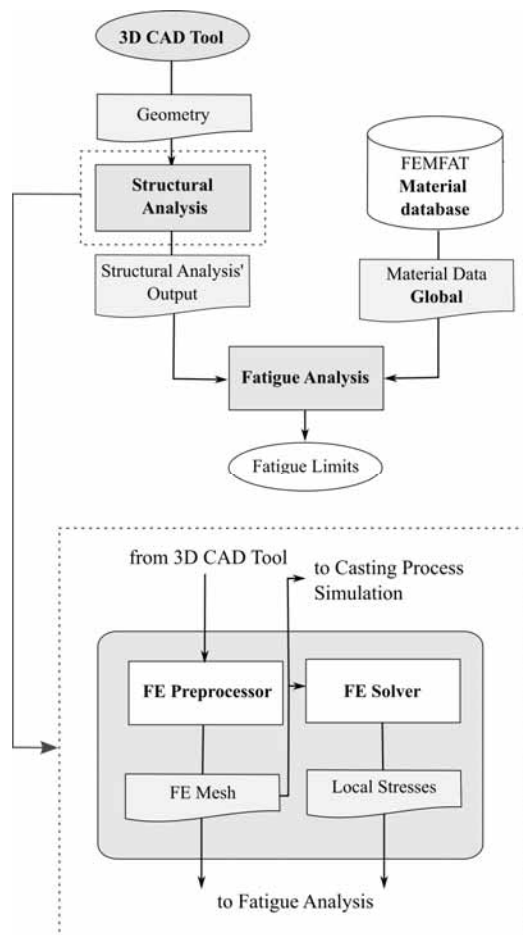 3D CAD Tool
Geometry
Structural
Analysis
FEMFAT
Material
database
Structural Analysis'
Output
Material Data
Global
Fatigue Analysis
Fatigue Limits
from 3D CAD Tool
to Casting Process
Simulation
FE Preprocessor
FE Solver
FE Mesh
Local Stresses
to Fatigue Analysis